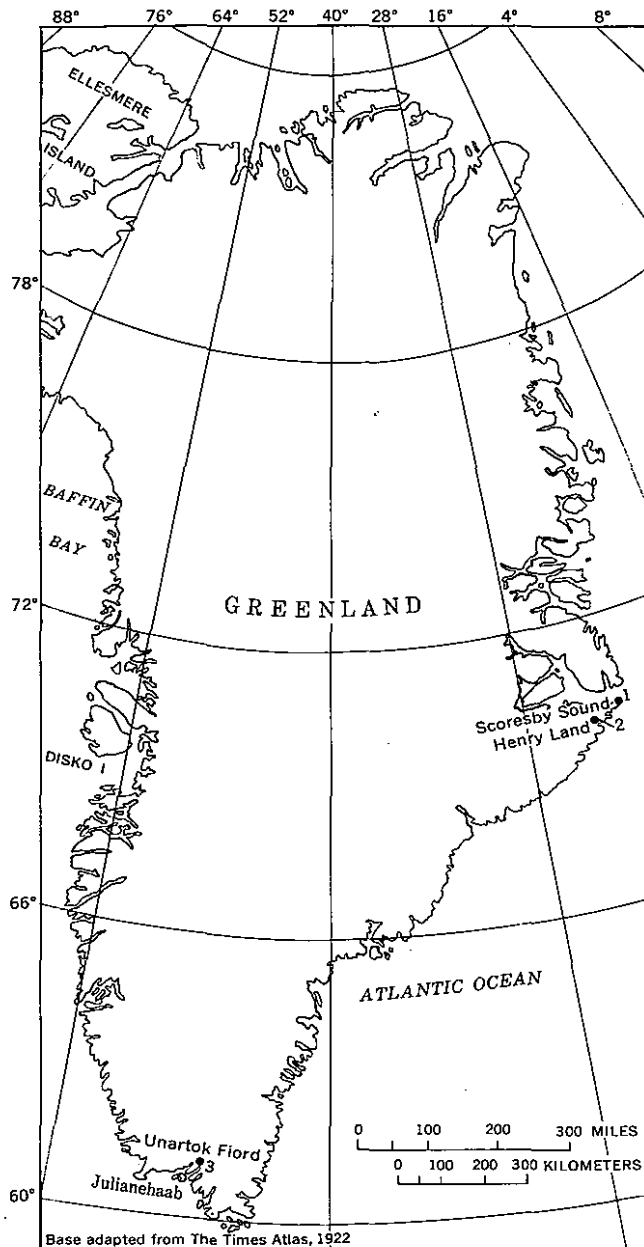 88° 76° 64° 52° 40° 28° 16° 4° 8°
ELLESMERE
ISLAND
78°
BAFFIN
BAY
72°
GREENLAND
Scoresby Sound 1
Henry Land 2
DISKO I
66°
ATLANTIC OCEAN
Unartok Fiord
3
Julianehaab
0 100 200 300 MILES
0 100 200 300 KILOMETERS
60°
Base adapted from The Times Atlas, 1922